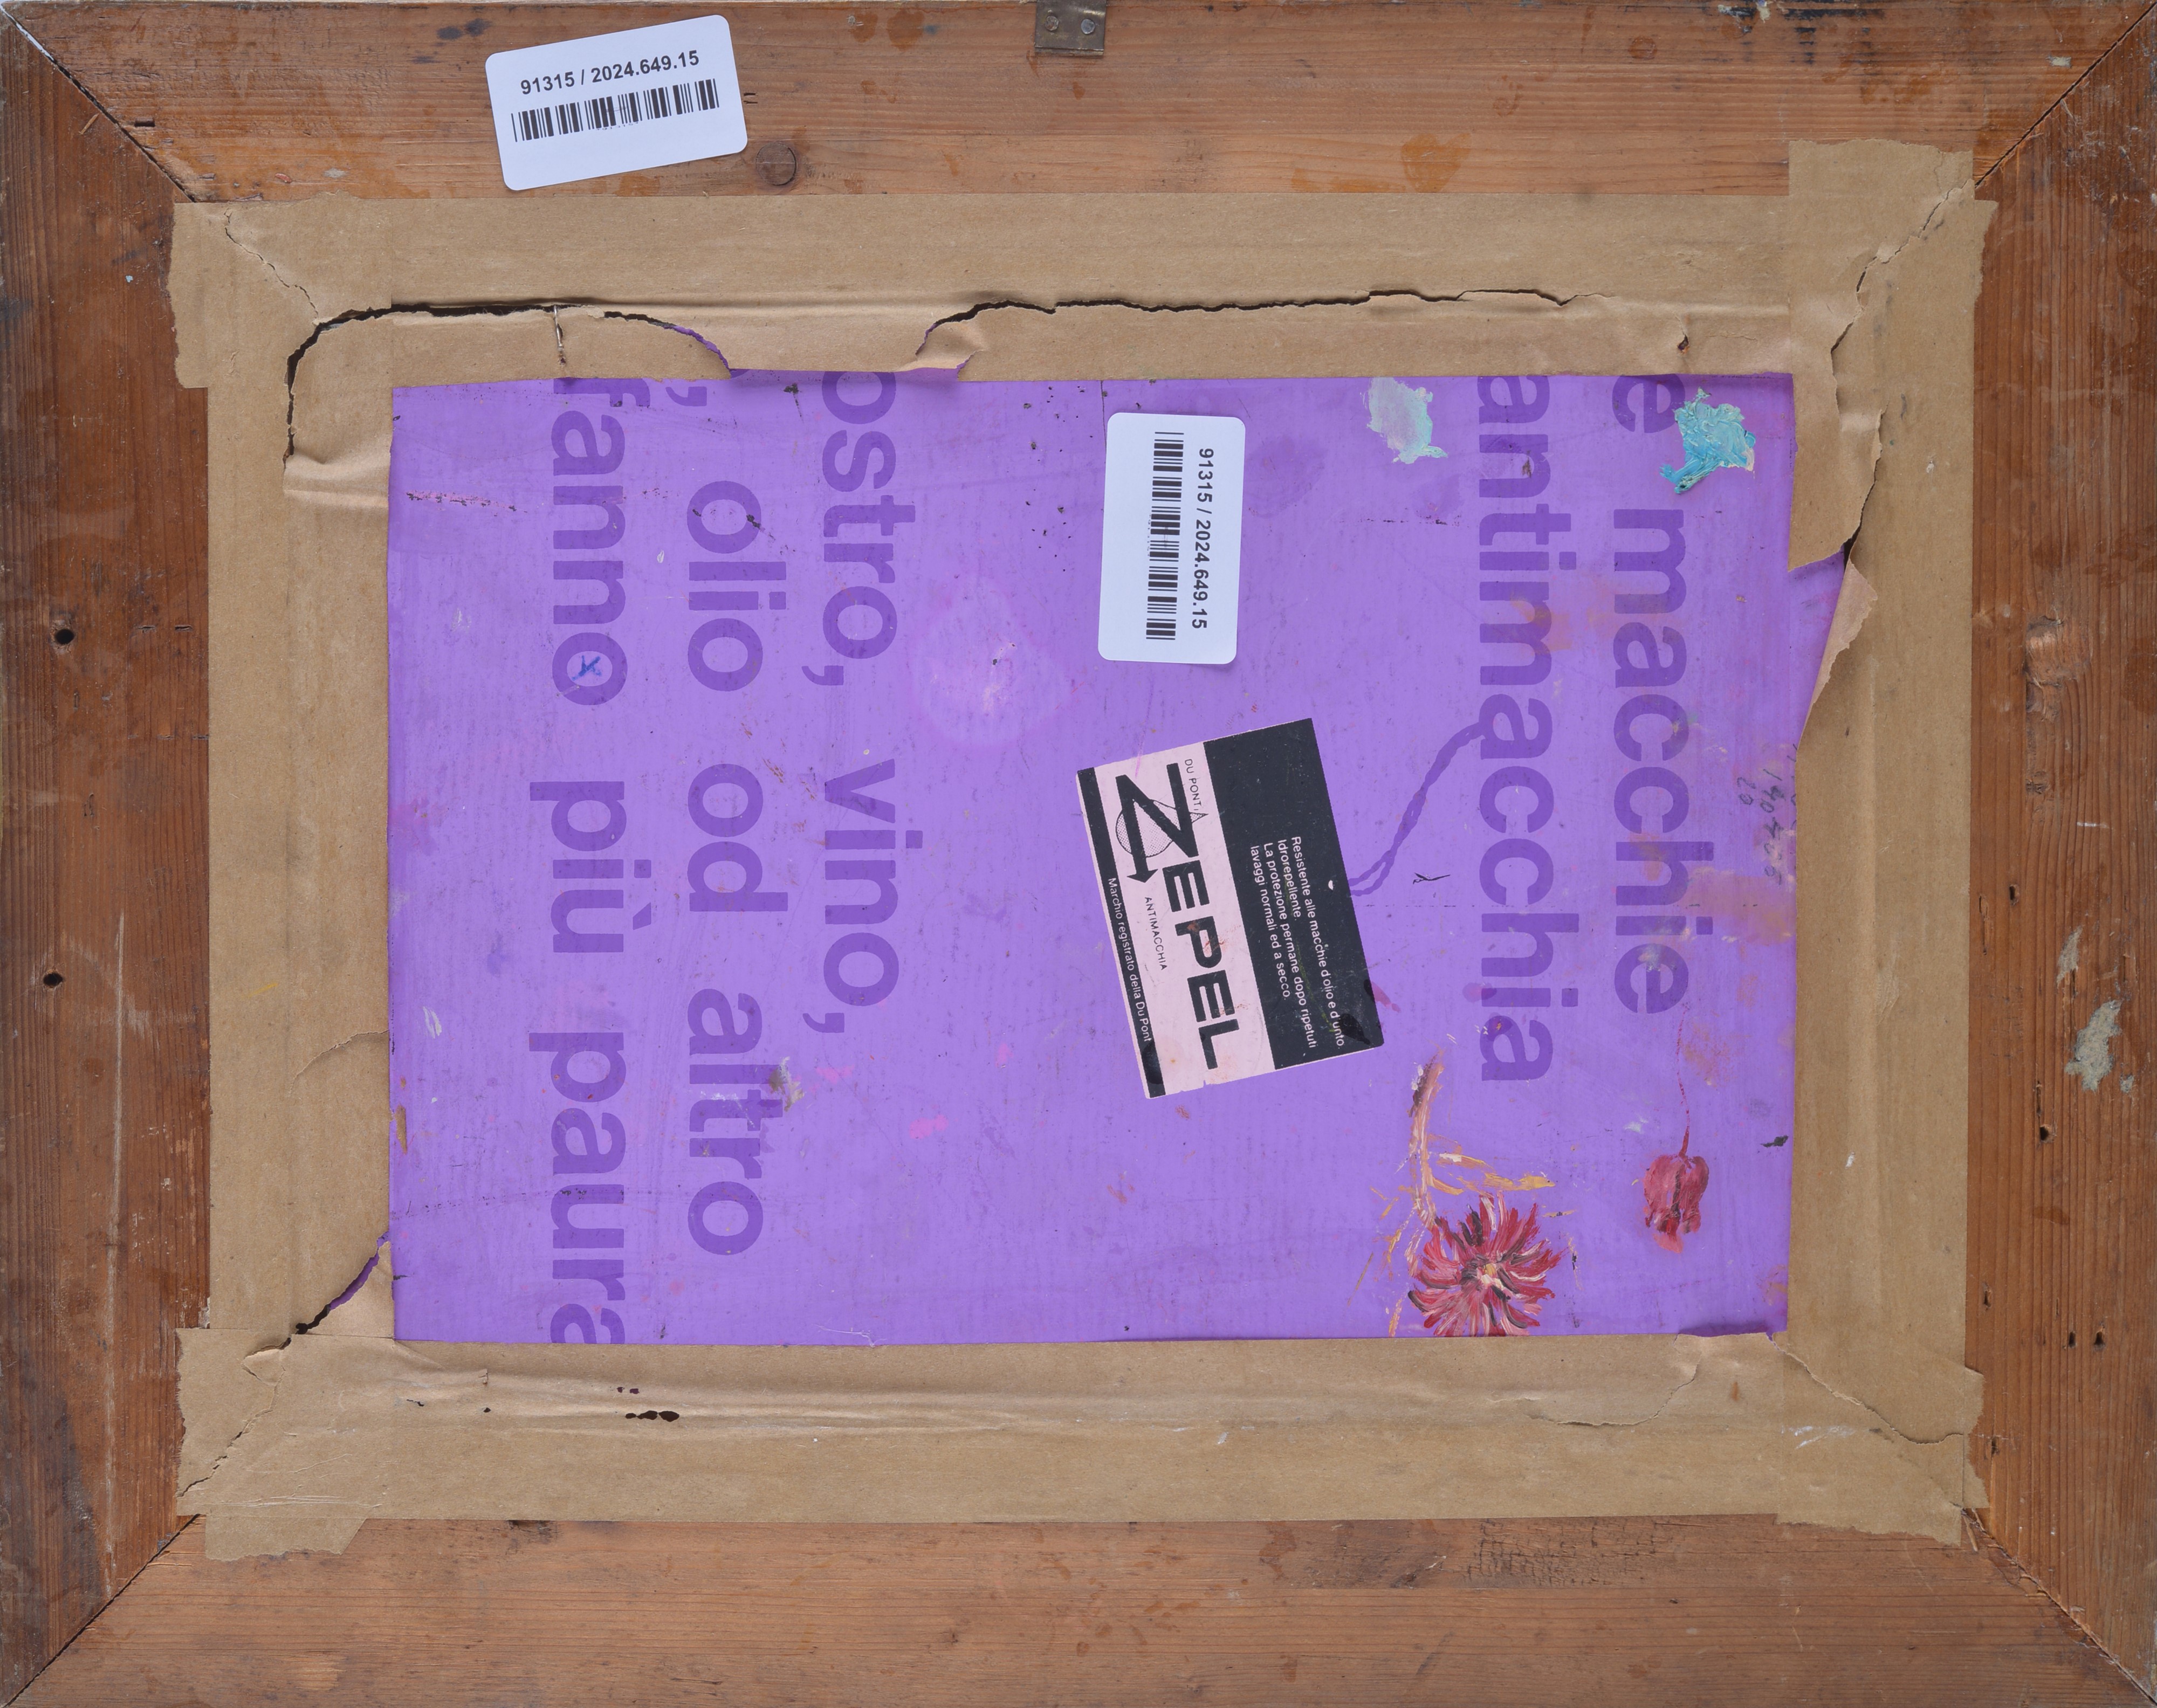 91315 / 2024.649.15
91315 / 2024.649.15
e macchie
antimacchia
ostro, vino,
, olio od altro
fanno più paura
Resistente alle macchie d'olio e d'unto.
Idrorepellente.
La protezione permane dopo ripetuti
lavaggi normali ed a secco.
DU PONT
ZEPEL
ANTIMACCHIA
Marchio registrato della Du Pont